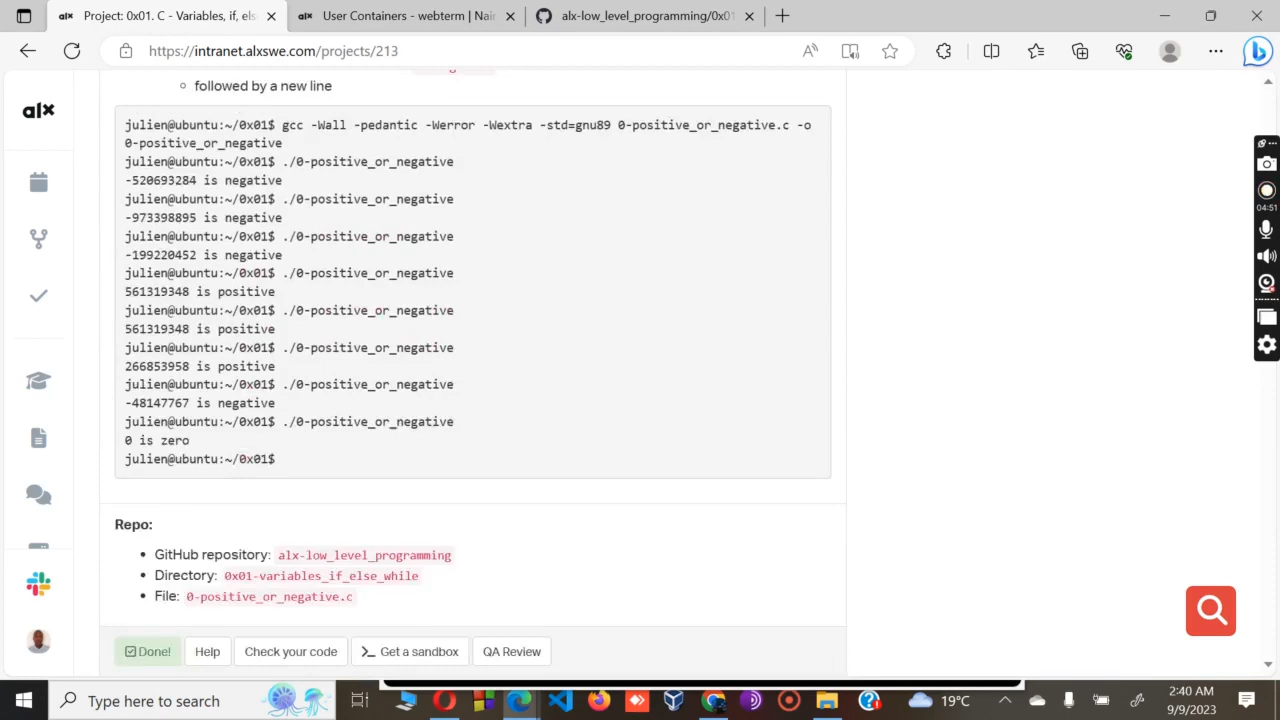 Project: 0x01. C - Variables, if, els
User Containers - webterm | Nair
alx-low_level_programming/0x01
https://intranet.alxswe.com/projects/213
alx
followed by a new line
julien@ubuntu:~/0x01$ gcc -Wall -pedantic -Werror -Wextra -std=gnu89 0-positive_or_negative.c -o
0-positive_or_negative
julien@ubuntu:~/0x01$ ./0-positive_or_negative
-520693284 is negative
julien@ubuntu:~/0x01$ ./0-positive_or_negative
-973398895 is negative
julien@ubuntu:~/0x01$ ./0-positive_or_negative
-199220452 is negative
julien@ubuntu:~/0x01$ ./0-positive_or_negative
561319348 is positive
julien@ubuntu:~/0x01$ ./0-positive_or_negative
561319348 is positive
julien@ubuntu:~/0x01$ ./0-positive_or_negative
266853958 is positive
julien@ubuntu:~/0x01$ ./0-positive_or_negative
-48147767 is negative
julien@ubuntu:~/0x01$ ./0-positive_or_negative
0 is zero
julien@ubuntu:~/0x01$
04:51
Repo:
GitHub repository: alx-low_level_programming
Directory: 0x01-variables_if_else_while
File: 0-positive_or_negative.c
Done!
Help
Check your code
Get a sandbox
QA Review
Type here to search
19°C
2:40 AM
9/9/2023